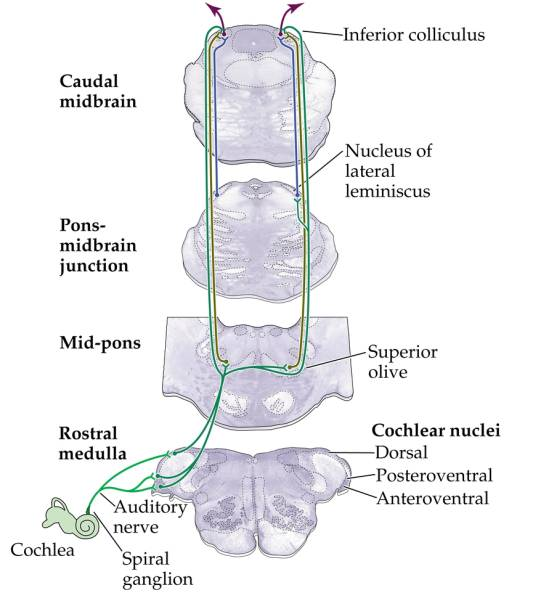 Inferior colliculus
Caudal
midbrain
Nucleus of
lateral
leminiscus
Pons-
midbrain
junction
Mid-pons
Superior
olive
Rostral
medulla
Cochlear nuclei
Dorsal
Posteroventral
Anteroventral
Auditory
nerve
Cochlea
Spiral
ganglion